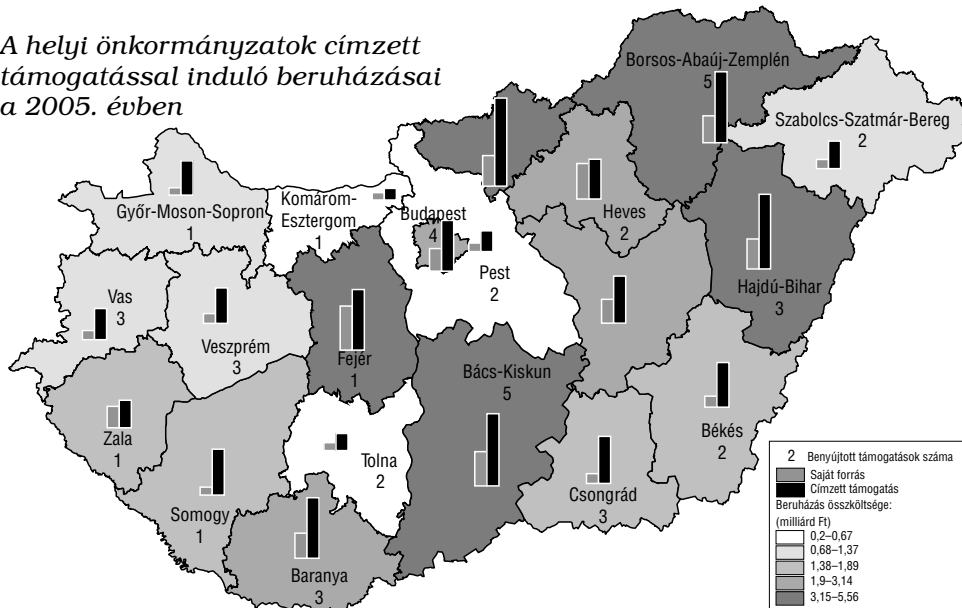 A helyi önkormányzatok címzett
támogatással induló beruházásai
a 2005. évben
Borsos-Abaúj-Zemplén
5
Szabolcs-Szatmár-Bereg
2
Győr-Moson-Sopron
1
Komárom-
Esztergom
1
Budapest
4
Heves
2
Pest
2
Hajdú-Bihar
3
Vas
3
Veszprém
3
Fejér
1
Bács-Kiskun
5
Zala
1
Tolna
2
Békés
2
Somogy
1
Csongrád
3
Baranya
3
2 Benyújtott támogatások száma
Saját forrás
Címzett támogatás
Beruházás összköltsége:
(milliárd Ft)
0,2–0,67
0,68–1,37
1,38–1,89
1,9–3,14
3,15–5,56